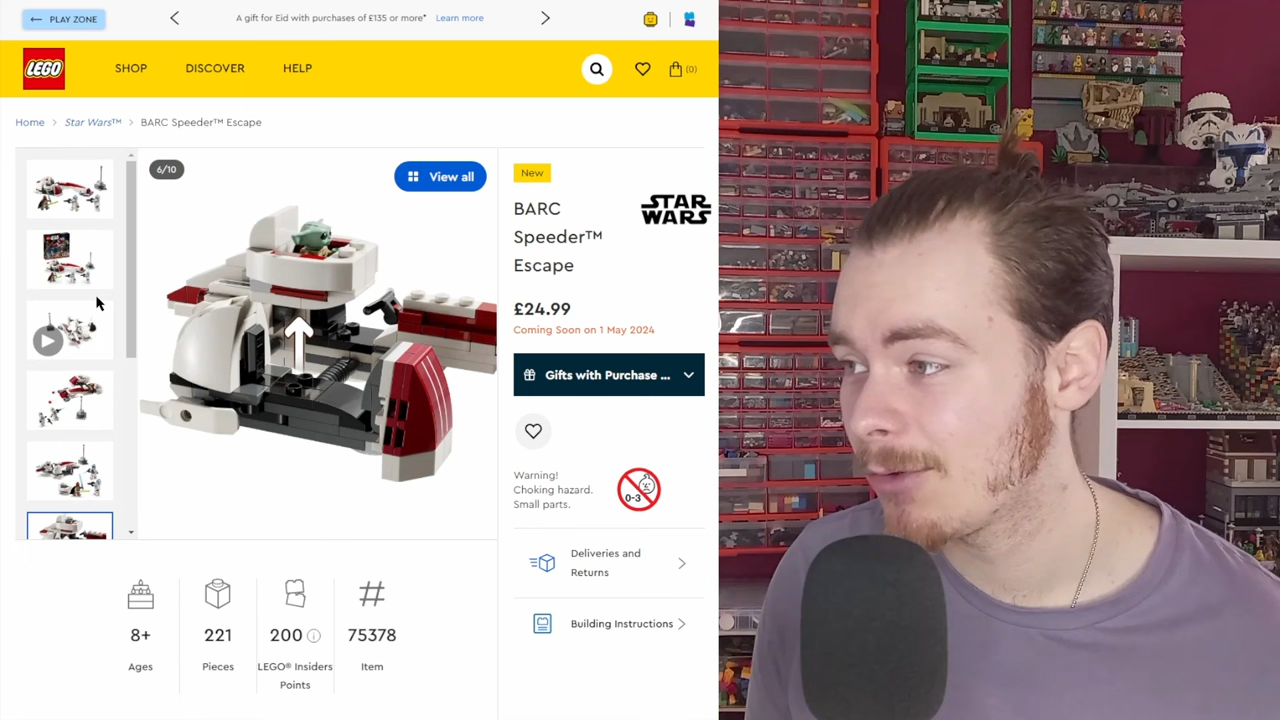 ← PLAY ZONE
A gift for Eid with purchases of £135 or more* Learn more
LEGO
SHOP
DISCOVER
HELP
(0)
Home > Star Wars™ > BARC Speeder™ Escape
6/10
View all
New
BARC
Speeder™
Escape
STAR
WARS
£24.99
Coming Soon on 1 May 2024
Gifts with Purchase ...
Warning!
Choking hazard.
Small parts.
0-3
Deliveries and
Returns
Building Instructions
8+
Ages
221
Pieces
200
LEGO® Insiders
Points
#
75378
Item